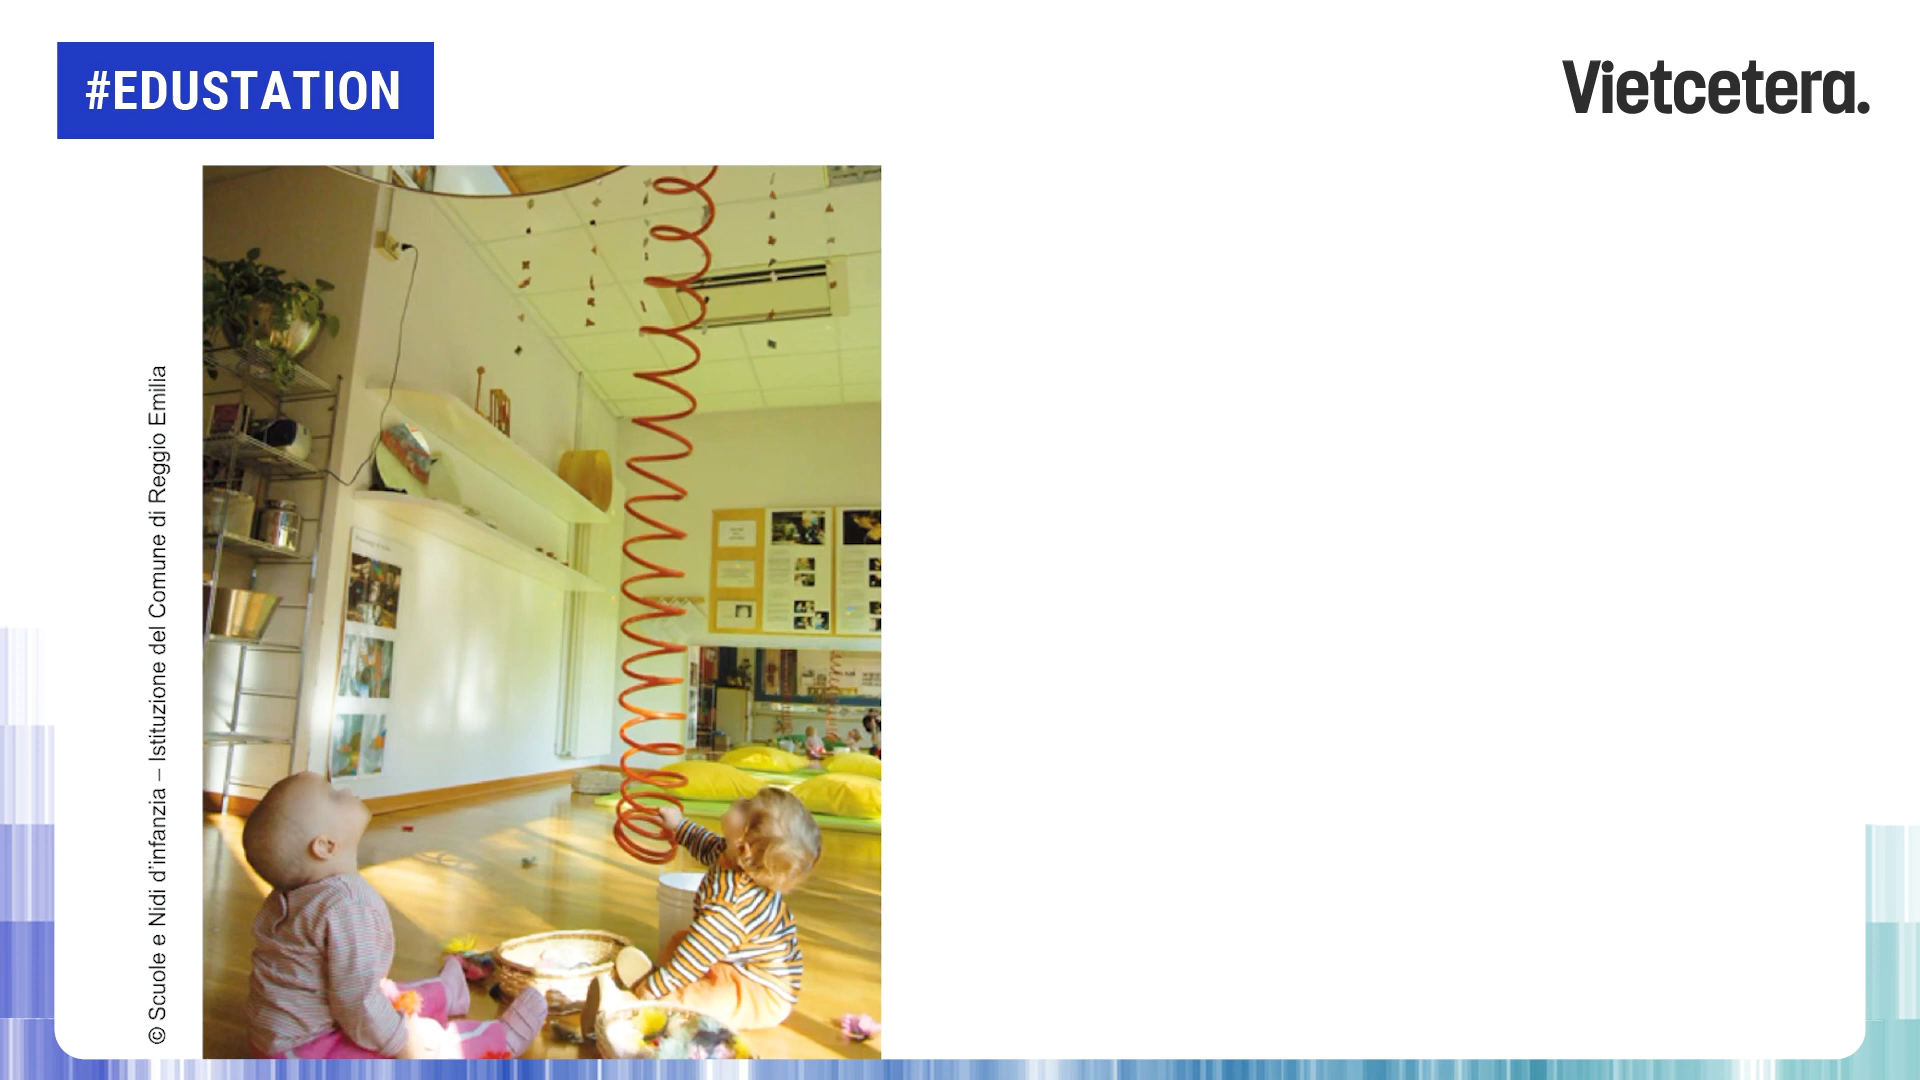 #EDUSTATION
Vietcetera.
© Scuole e Nidi d'infanzia – Istituzione del Comune di Reggio Emilia